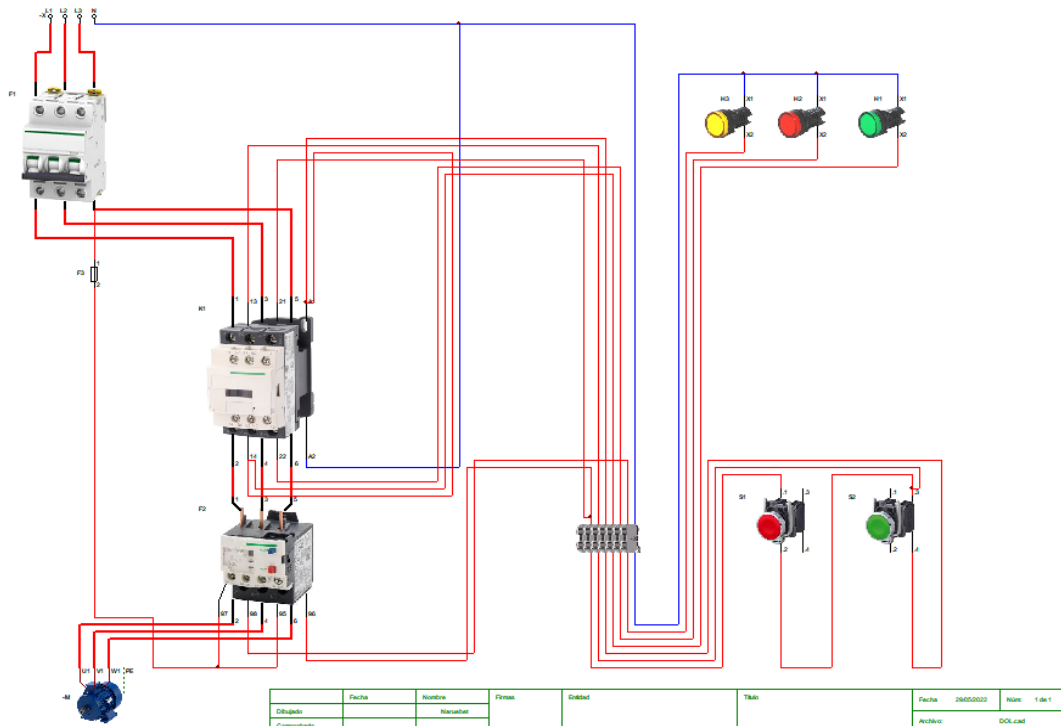 -X L1 L2 L3 N
F1
H3 X1 H2 X1 H1 X1
X2 X2 X2
F3 1
2
K1 1 13 3 21 5 A1
2 14 4 22 6 A2
F2 1 3 5
97 2 98 4 95 6 96
S1 .1 .3 S2 .1 .3
.2 .4 .2 .4
-M U1 V1 W1 PE
Fecha Nombre Firmas Entidad Título Fecha 29/05/2022 Núm: 1 de 1
Dibujado
Comprobado Archivo: DOL.cad